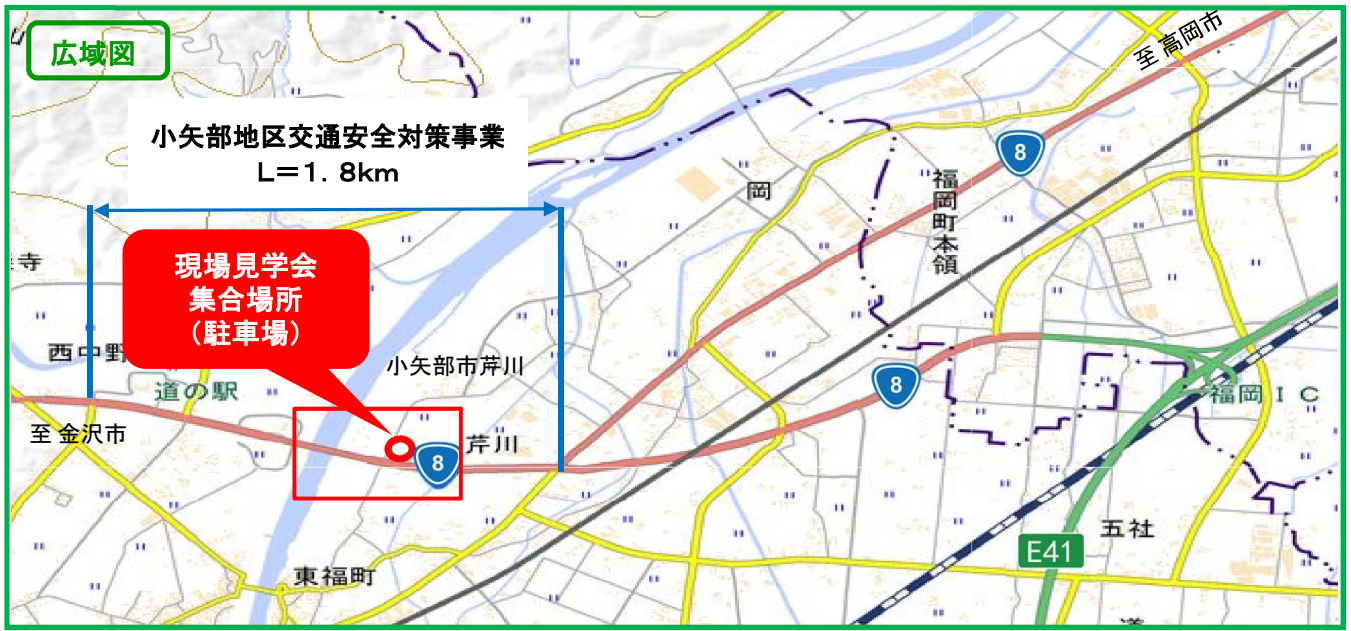 広域図
至 高岡市
小矢部地区交通安全対策事業
L=1.8km
8
岡
福岡町本領
現場見学会
集合場所
(駐車場)
寺
西中野
道の駅
小矢部市芹川
8
福岡IC
至 金沢市
芹川
8
五社
E41
東福町